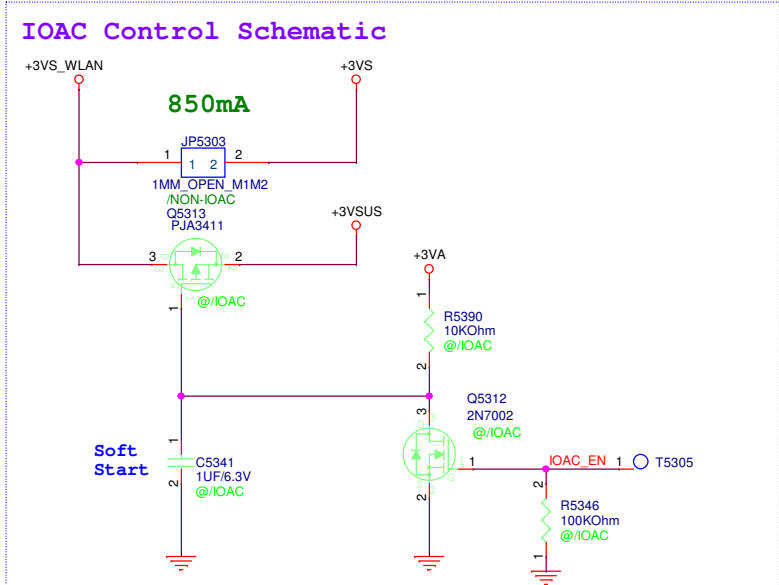 IOAC Control Schematic
+3VS_WLAN
+3VS
850mA
JP5303
1
1 2
2
1MM_OPEN_M1M2
/NON-IOAC
Q5313
PJA3411
+3VSUS
3
2
@/IOAC
1
+3VA
1
R5390
10KOhm
@/IOAC
2
Q5312
2N7002
@/IOAC
3
1
2
IOAC_EN
1
T5305
Soft
Start
1
C5341
1UF/6.3V
@/IOAC
2
2
R5346
100KOhm
@/IOAC
1